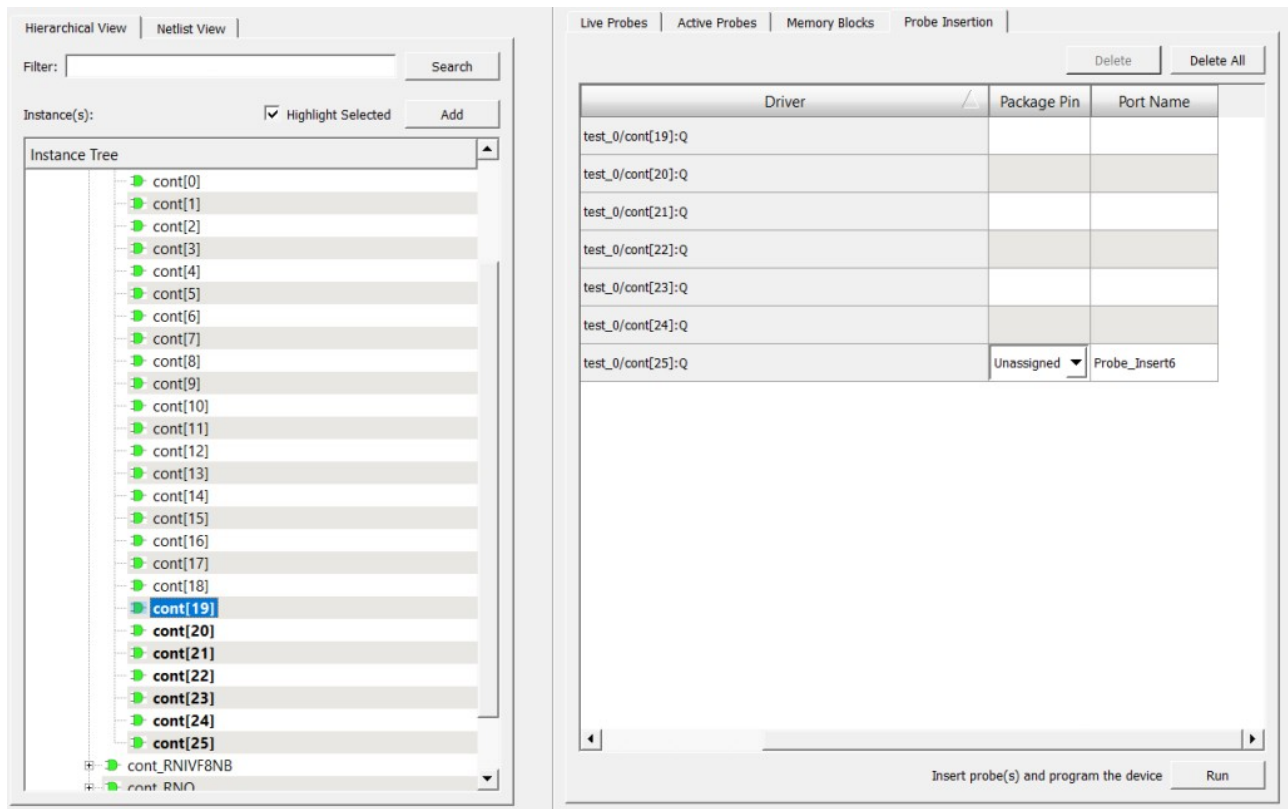 Hierarchical View
Netlist View
Filter:
Search
Instance(s):
Highlight Selected
Add
Instance Tree
cont[0]
cont[1]
cont[2]
cont[3]
cont[4]
cont[5]
cont[6]
cont[7]
cont[8]
cont[9]
cont[10]
cont[11]
cont[12]
cont[13]
cont[14]
cont[15]
cont[16]
cont[17]
cont[18]
cont[19]
cont[20]
cont[21]
cont[22]
cont[23]
cont[24]
cont[25]
cont_RNIVF8NB
cont_RNO
Live Probes
Active Probes
Memory Blocks
Probe Insertion
Delete
Delete All
Driver
Package Pin
Port Name
test_0/cont[19]:Q
test_0/cont[20]:Q
test_0/cont[21]:Q
test_0/cont[22]:Q
test_0/cont[23]:Q
test_0/cont[24]:Q
test_0/cont[25]:Q
Unassigned
Probe_Insert6
Insert probe(s) and program the device
Run